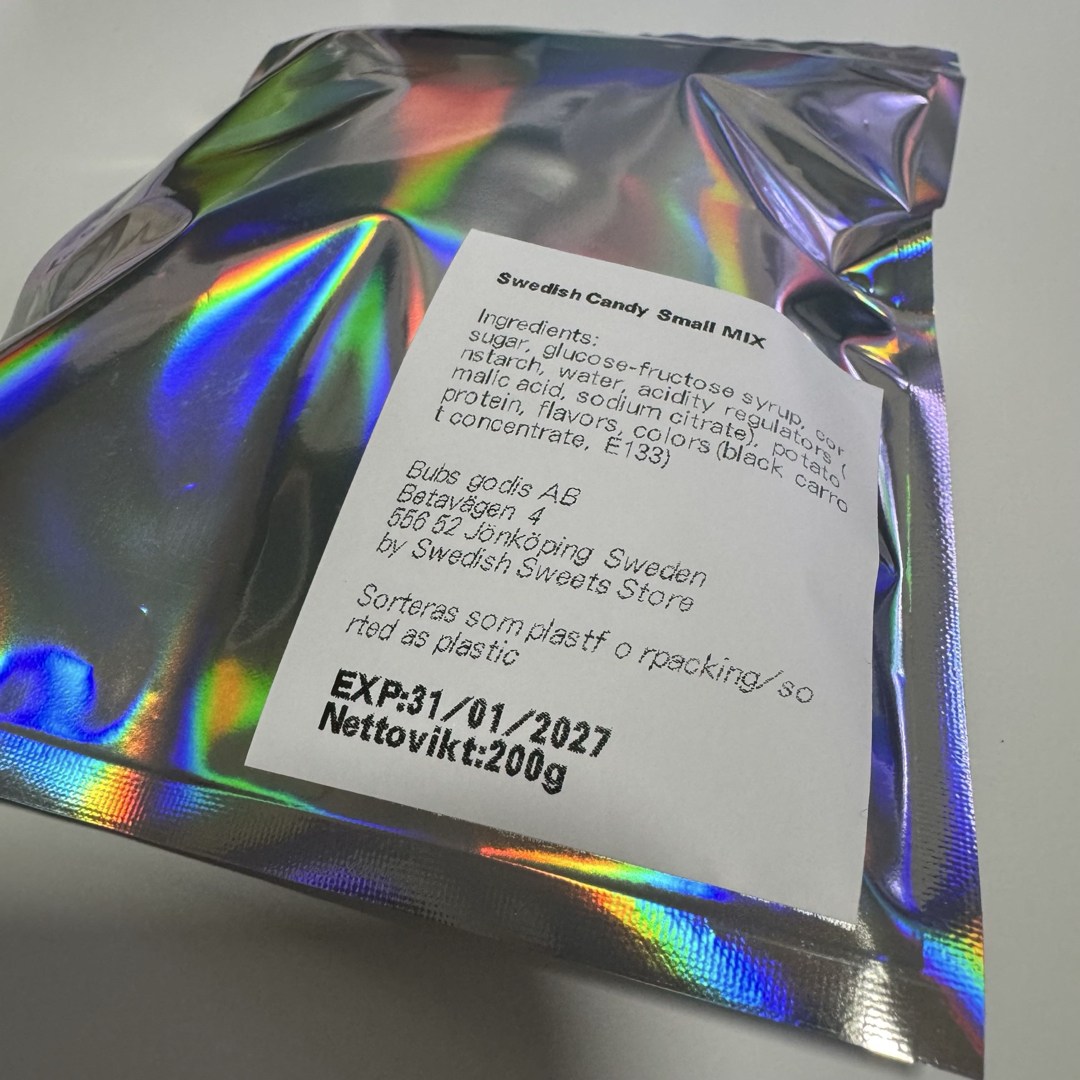 Swedish Candy Small MIX
Ingredients:
sugar, glucose-fructose syrup, cor
nstarch, water, acidity regulators, (
malic acid, sodium citrate), potato
protein, flavors, colors (black carro
t concentrate, E133)
Bubs godis AB
Betavägen 4
556 52 Jönköping Sweden
by Swedish Sweets Store
Sorteras som plastf o rpacking/so
rted as plastic
EXP:31/01/2027
Nettovikt:200g